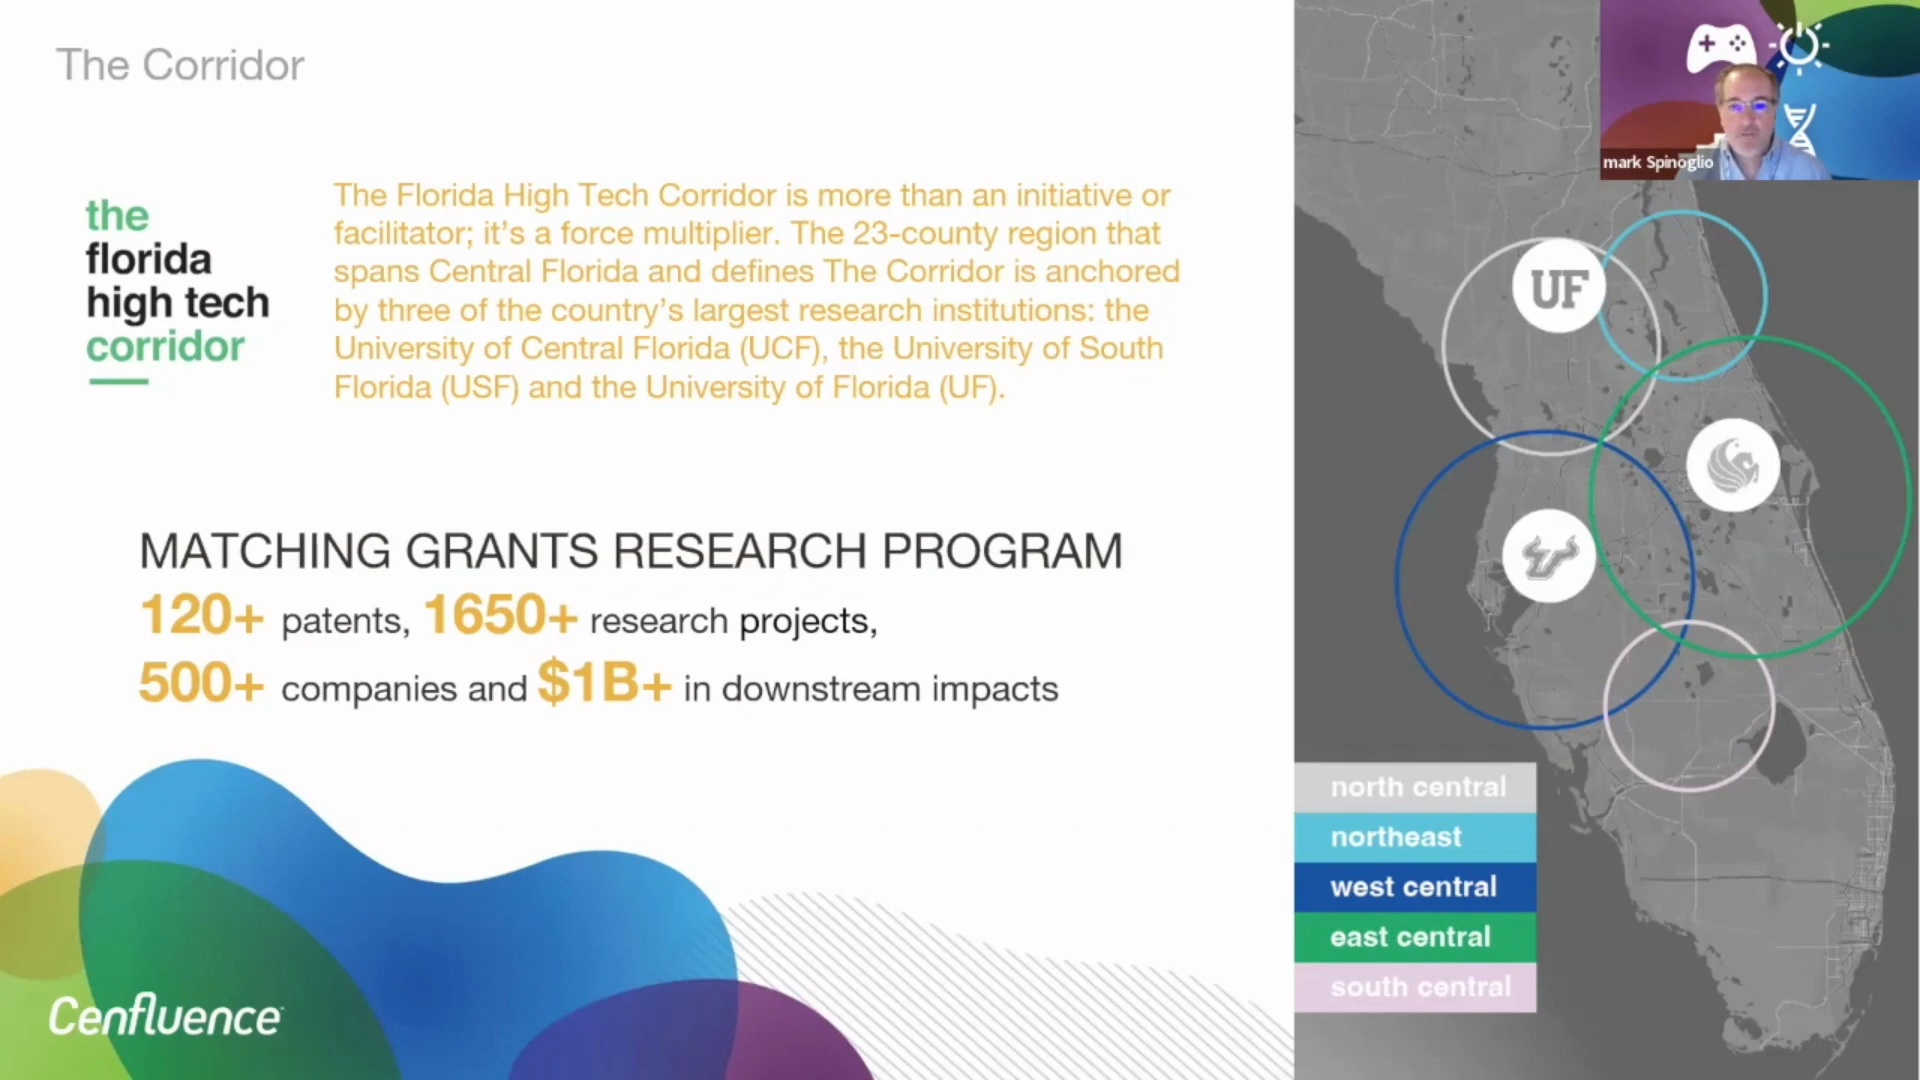 The Corridor
the
florida
high tech
corridor
The Florida High Tech Corridor is more than an initiative or
facilitator; it's a force multiplier. The 23-county region that
spans Central Florida and defines The Corridor is anchored
by three of the country's largest research institutions: the
University of Central Florida (UCF), the University of South
Florida (USF) and the University of Florida (UF).
MATCHING GRANTS RESEARCH PROGRAM
120+ patents, 1650+ research projects,
500+ companies and $1B+ in downstream impacts
Cenfluence
mark Spinoglio
UF
north central
northeast
west central
east central
south central